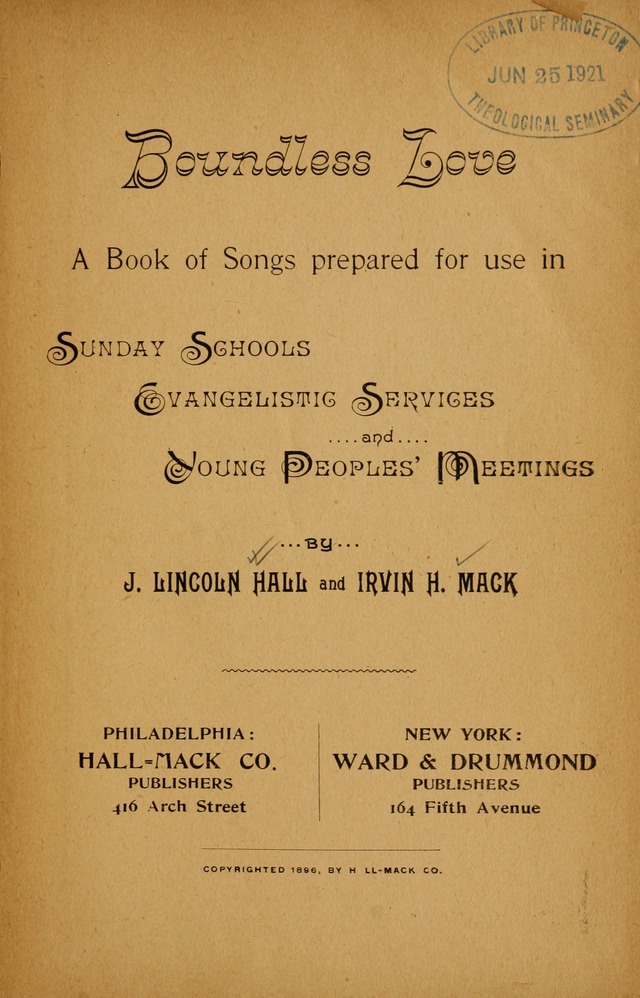 LIBRARY OF PRINCETON
JUN 25 1921
THEOLOGICAL SEMINARY
Boundless Love
A Book of Songs prepared for use in
SUNDAY SCHOOLS
EVANGELISTIC SERVICES
....and....
YOUNG PEOPLES' MEETINGS
...BY...
J. LINCOLN HALL and IRVIN H. MACK
PHILADELPHIA:
HALL=MACK CO.
PUBLISHERS
416 Arch Street
NEW YORK:
WARD & DRUMMOND
PUBLISHERS
164 Fifth Avenue
COPYRIGHTED 1896, BY H LL-MACK CO.